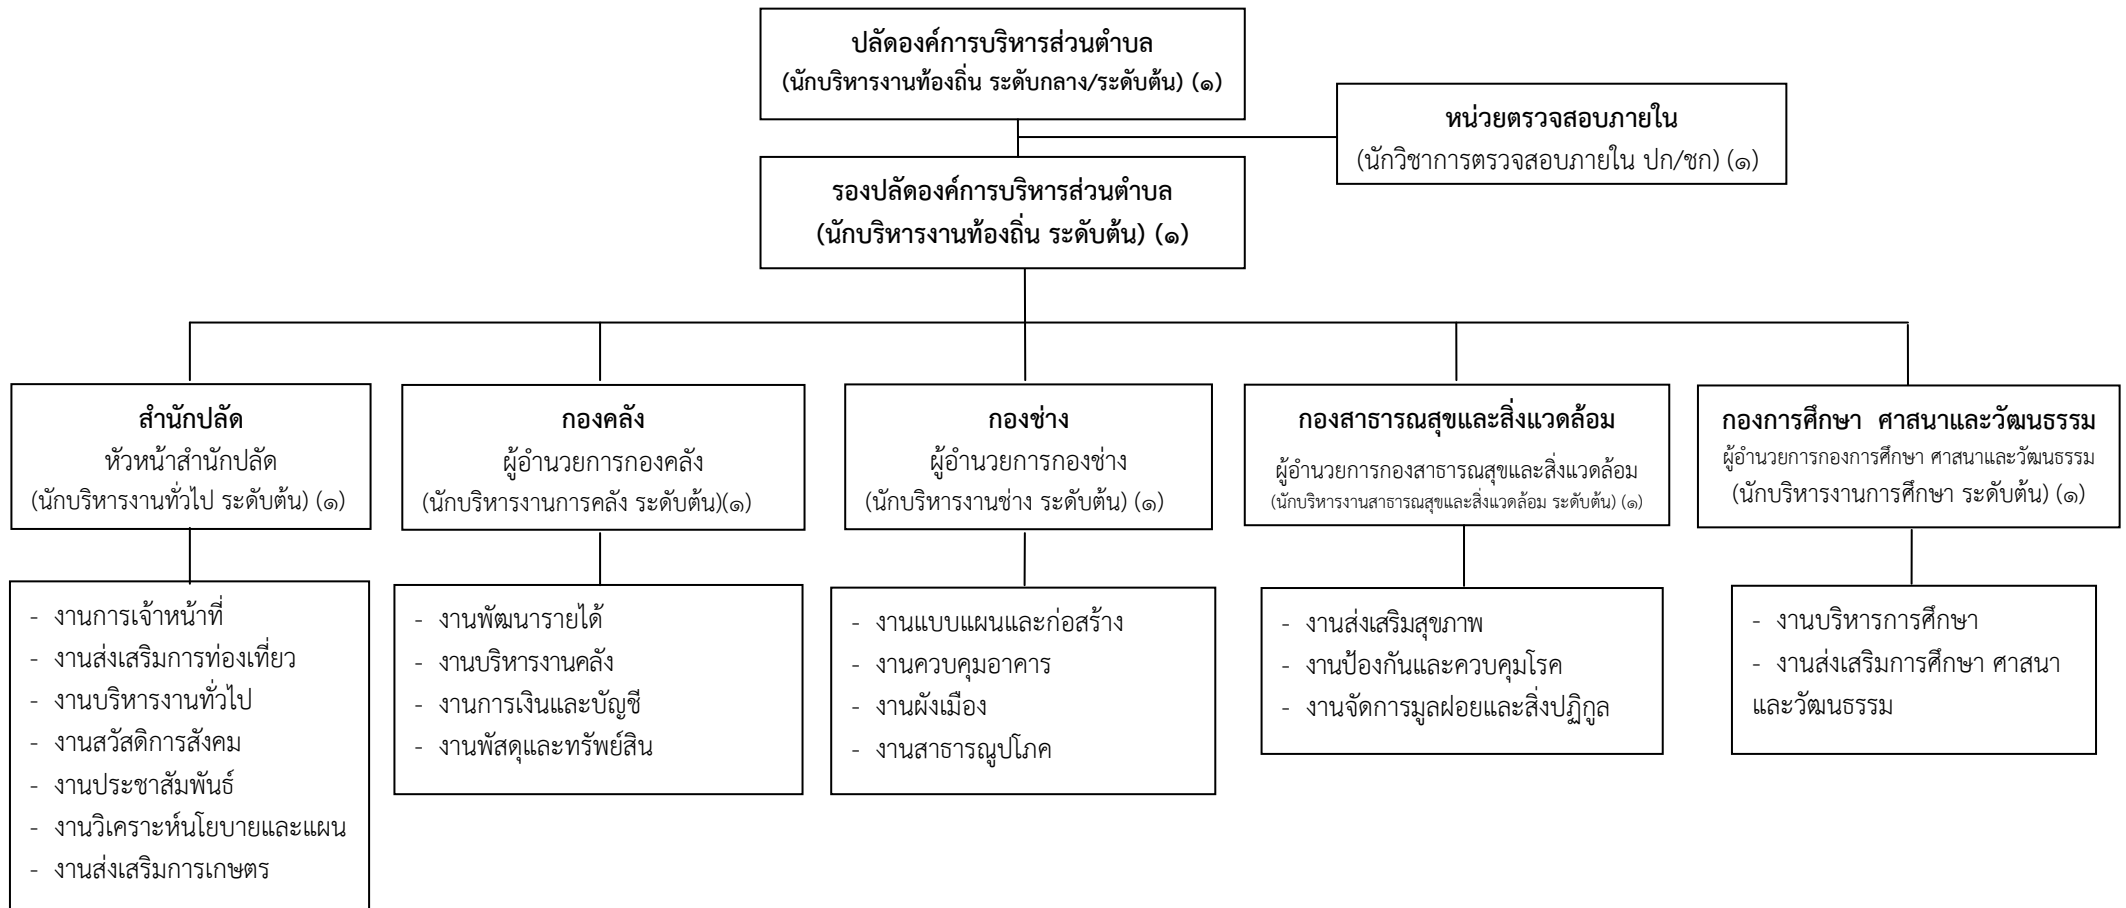 ปลัดองค์การบริหารส่วนตำบล
(นักบริหารงานท้องถิ่น ระดับกลาง/ระดับต้น) (๑)
หน่วยตรวจสอบภายใน
(นักวิชาการตรวจสอบภายใน ปก/ชก) (๑)
รองปลัดองค์การบริหารส่วนตำบล
(นักบริหารงานท้องถิ่น ระดับต้น) (๑)
สำนักปลัด
หัวหน้าสำนักปลัด
(นักบริหารงานทั่วไป ระดับต้น) (๑)
- งานการเจ้าหน้าที่
- งานส่งเสริมการท่องเที่ยว
- งานบริหารงานทั่วไป
- งานสวัสดิการสังคม
- งานประชาสัมพันธ์
- งานวิเคราะห์นโยบายและแผน
- งานส่งเสริมการเกษตร
กองคลัง
ผู้อำนวยการกองคลัง
(นักบริหารงานการคลัง ระดับต้น)(๑)
- งานพัฒนารายได้
- งานบริหารงานคลัง
- งานการเงินและบัญชี
- งานพัสดุและทรัพย์สิน
กองช่าง
ผู้อำนวยการกองช่าง
(นักบริหารงานช่าง ระดับต้น) (๑)
- งานแบบแผนและก่อสร้าง
- งานควบคุมอาคาร
- งานผังเมือง
- งานสาธารณูปโภค
กองสาธารณสุขและสิ่งแวดล้อม
ผู้อำนวยการกองสาธารณสุขและสิ่งแวดล้อม
(นักบริหารงานสาธารณสุขและสิ่งแวดล้อม ระดับต้น) (๑)
- งานส่งเสริมสุขภาพ
- งานป้องกันและควบคุมโรค
- งานจัดการมูลฝอยและสิ่งปฏิกูล
กองการศึกษา ศาสนาและวัฒนธรรม
ผู้อำนวยการกองการศึกษา ศาสนาและวัฒนธรรม
(นักบริหารงานการศึกษา ระดับต้น) (๑)
- งานบริหารการศึกษา
- งานส่งเสริมการศึกษา ศาสนา
และวัฒนธรรม